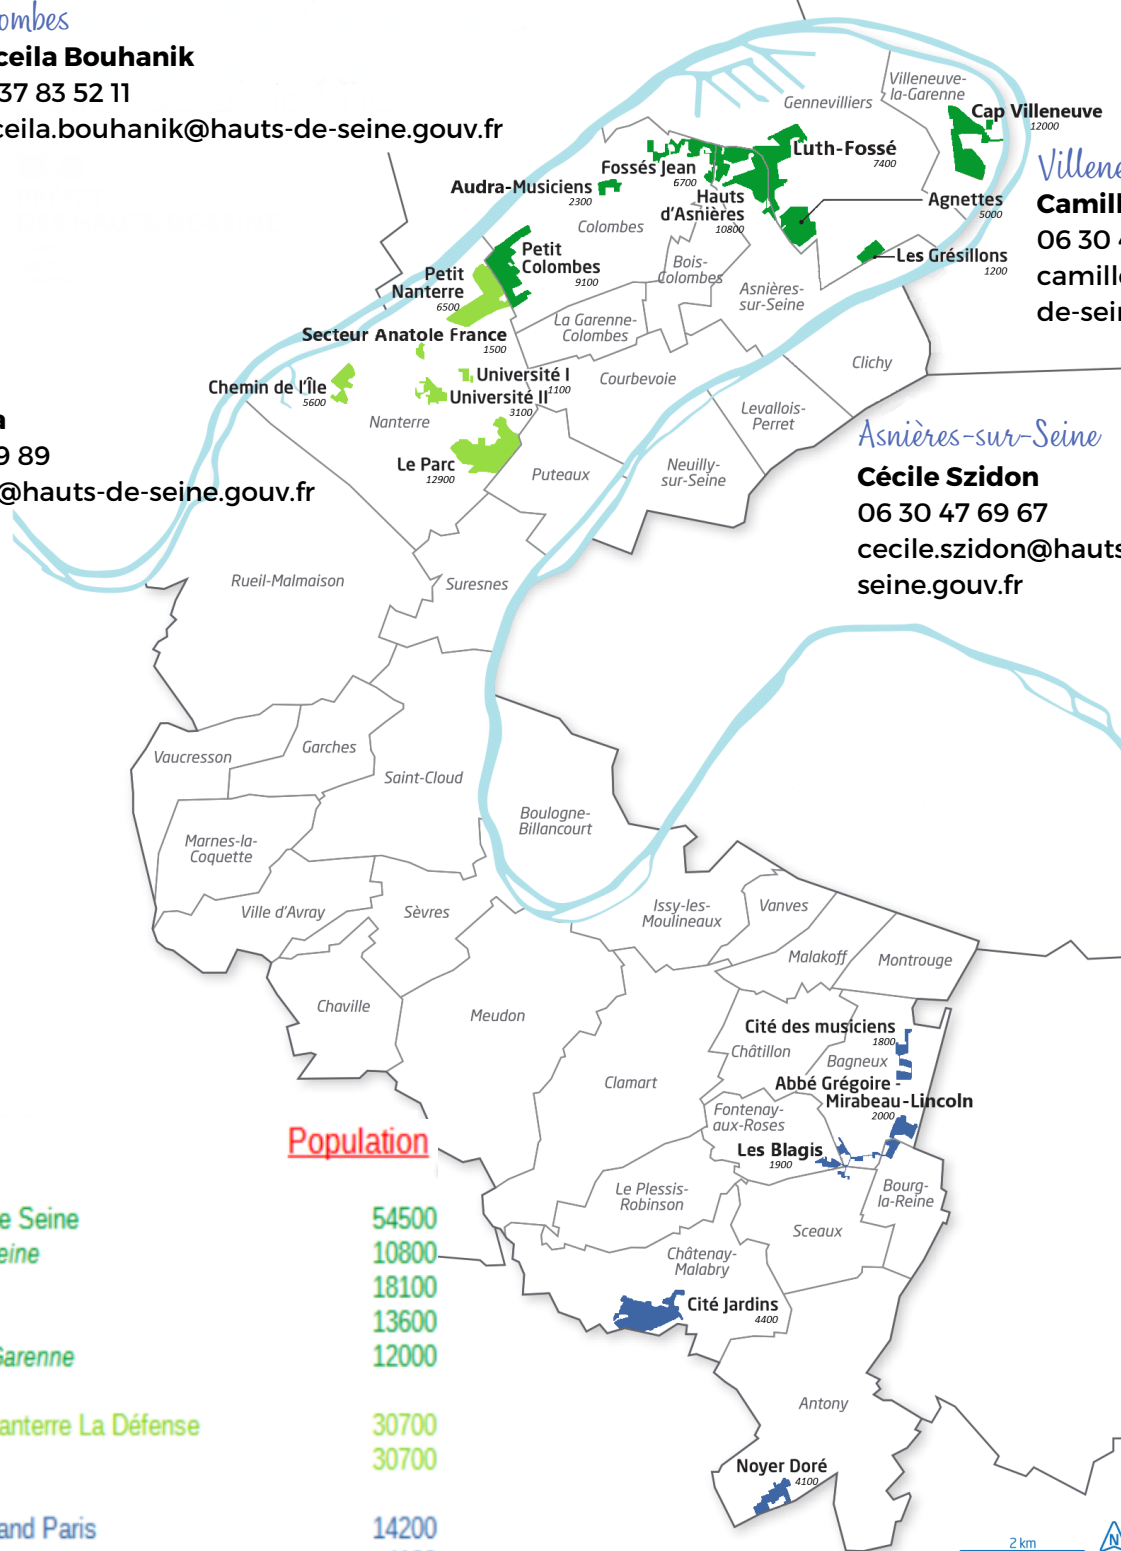 ombes
ceila Bouhanik
37 83 52 11
ceila.bouhanik@hauts-de-seine.gouv.fr
Villeneuve-
la-Garenne
Gennevilliers
Cap Villeneuve
12000
Luth-Fossé
7400
Fossés Jean
6700
Audra-Musiciens
2300
Hauts
d'Asnières
10800
Agnettes
5000
Colombes
Villene
Camill
06 30 4
camille
de-sein
Petit
Colombes
9100
Bois-
Colombes
Les Grésillons
1200
Petit
Nanterre
6500
Asnières-
sur-Seine
La Garenne-
Colombes
Secteur Anatole France
1500
Clichy
Université I
1100
Courbevoie
Chemin de l'Île
5600
Université II
3100
Levallois-
Perret
Nanterre
a
9 89
@hauts-de-seine.gouv.fr
Le Parc
12900
Puteaux
Neuilly-
sur-Seine
Asnières-sur-Seine
Cécile Szidon
06 30 47 69 67
cecile.szidon@hauts
seine.gouv.fr
Rueil-Malmaison
Suresnes
Vaucresson
Garches
Saint-Cloud
Boulogne-
Billancourt
Marnes-la-
Coquette
Ville d'Avray
Sèvres
Issy-les-
Moulineaux
Vanves
Malakoff
Montrouge
Chaville
Meudon
Cité des musiciens
1800
Châtillon
Bagneux
Clamart
Abbé Grégoire -
Mirabeau-Lincoln
2000
Fontenay-
aux-Roses
Les Blagis
1900
Le Plessis-
Robinson
Bourg-
la-Reine
Sceaux
Châtenay-
Malabry
Cité Jardins
4400
Antony
Noyer Doré
4100
Population
e Seine 54500
eine 10800
18100
13600
Garenne 12000
anterre La Défense 30700
30700
and Paris 14200
2 km
N